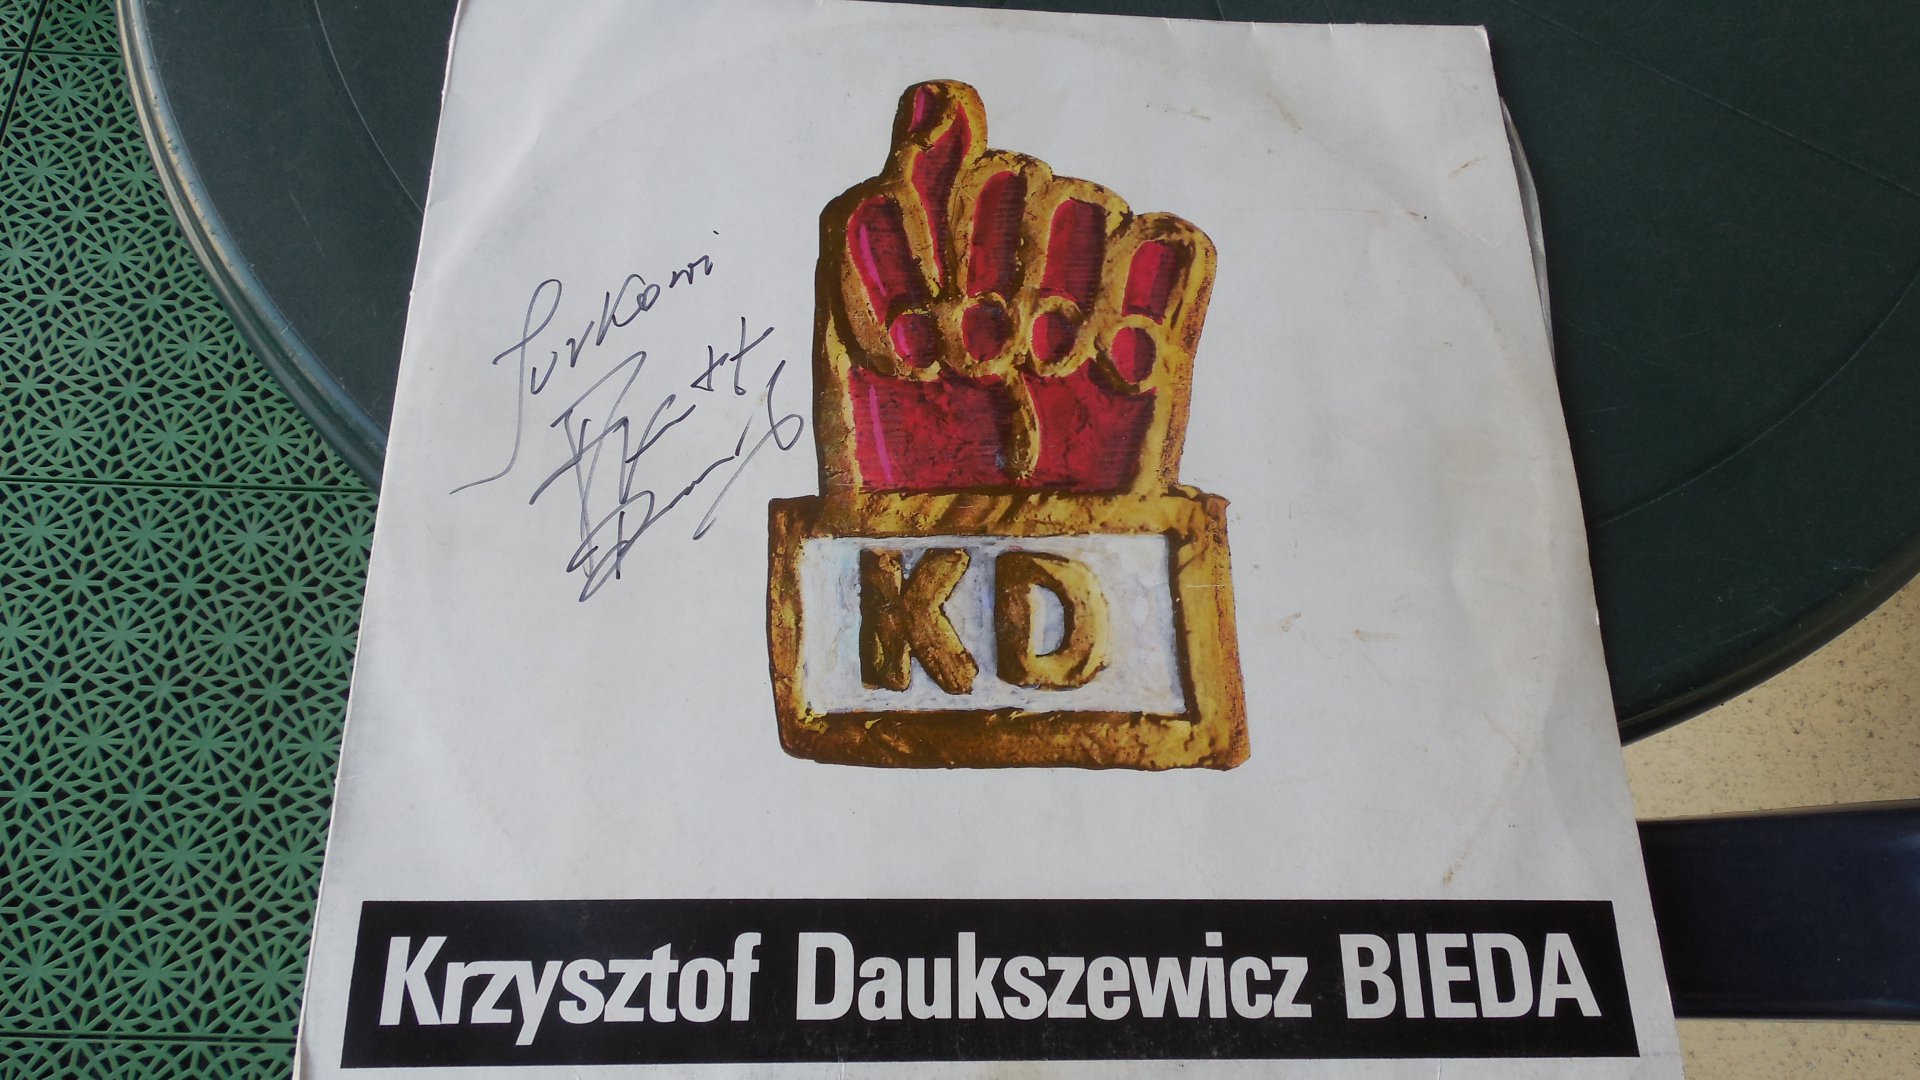 Jurkowi
KD
Krzysztof Daukszewicz BIEDA